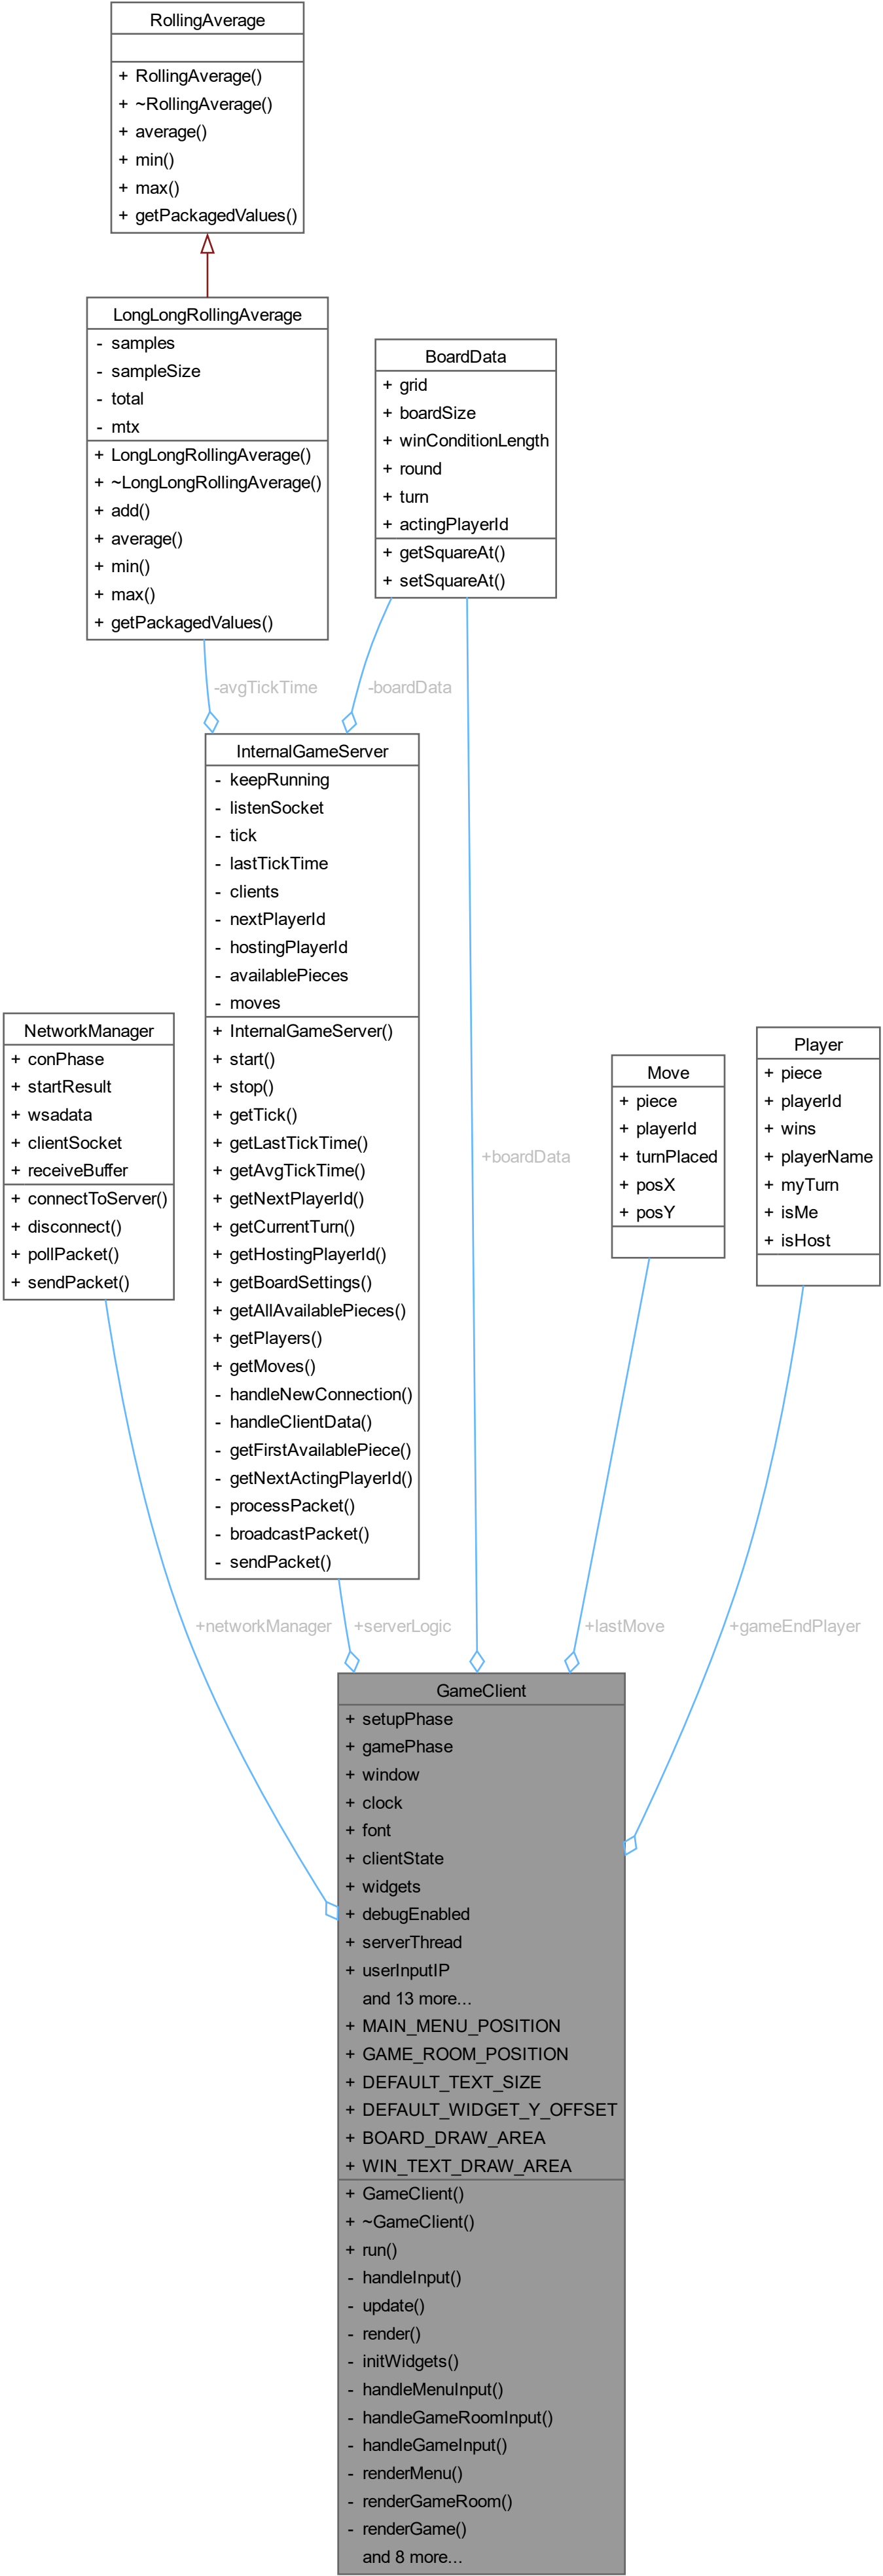 RollingAverage
+ RollingAverage()
+ ~RollingAverage()
+ average()
+ min()
+ max()
+ getPackagedValues()
LongLongRollingAverage
- samples
- sampleSize
- total
- mtx
+ LongLongRollingAverage()
+ ~LongLongRollingAverage()
+ add()
+ average()
+ min()
+ max()
+ getPackagedValues()
BoardData
+ grid
+ boardSize
+ winConditionLength
+ round
+ turn
+ actingPlayerId
+ getSquareAt()
+ setSquareAt()
-avgTickTime
-boardData
InternalGameServer
- keepRunning
- listenSocket
- tick
- lastTickTime
- clients
- nextPlayerId
- hostingPlayerId
- availablePieces
- moves
+ InternalGameServer()
+ start()
+ stop()
+ getTick()
+ getLastTickTime()
+ getAvgTickTime()
+ getNextPlayerId()
+ getCurrentTurn()
+ getHostingPlayerId()
+ getBoardSettings()
+ getAllAvailablePieces()
+ getPlayers()
+ getMoves()
- handleNewConnection()
- handleClientData()
- getFirstAvailablePiece()
- getNextActingPlayerId()
- processPacket()
- broadcastPacket()
- sendPacket()
NetworkManager
+ conPhase
+ startResult
+ wsadata
+ clientSocket
+ receiveBuffer
+ connectToServer()
+ disconnect()
+ pollPacket()
+ sendPacket()
+boardData
Move
+ piece
+ playerId
+ turnPlaced
+ posX
+ posY
Player
+ piece
+ playerId
+ wins
+ playerName
+ myTurn
+ isMe
+ isHost
+networkManager
+serverLogic
+lastMove
+gameEndPlayer
GameClient
+ setupPhase
+ gamePhase
+ window
+ clock
+ font
+ clientState
+ widgets
+ debugEnabled
+ serverThread
+ userInputIP
and 13 more...
+ MAIN_MENU_POSITION
+ GAME_ROOM_POSITION
+ DEFAULT_TEXT_SIZE
+ DEFAULT_WIDGET_Y_OFFSET
+ BOARD_DRAW_AREA
+ WIN_TEXT_DRAW_AREA
+ GameClient()
+ ~GameClient()
+ run()
- handleInput()
- update()
- render()
- initWidgets()
- handleMenuInput()
- handleGameRoomInput()
- handleGameInput()
- renderMenu()
- renderGameRoom()
- renderGame()
and 8 more...